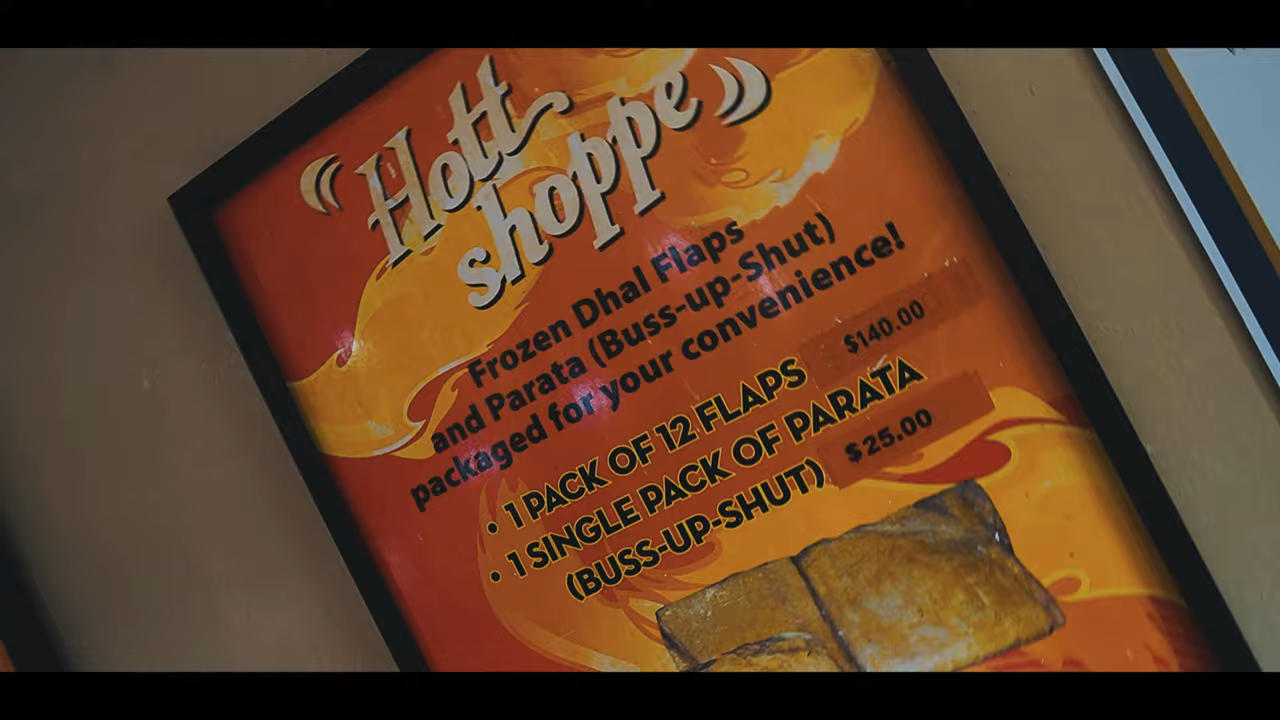 Hott
shoppe
Frozen Dhal Flaps
and Parata (Buss-up-Shut)
packaged for your convenience!
• 1 PACK OF 12 FLAPS $140.00
• 1 SINGLE PACK OF PARATA
(BUSS-UP-SHUT) $25.00